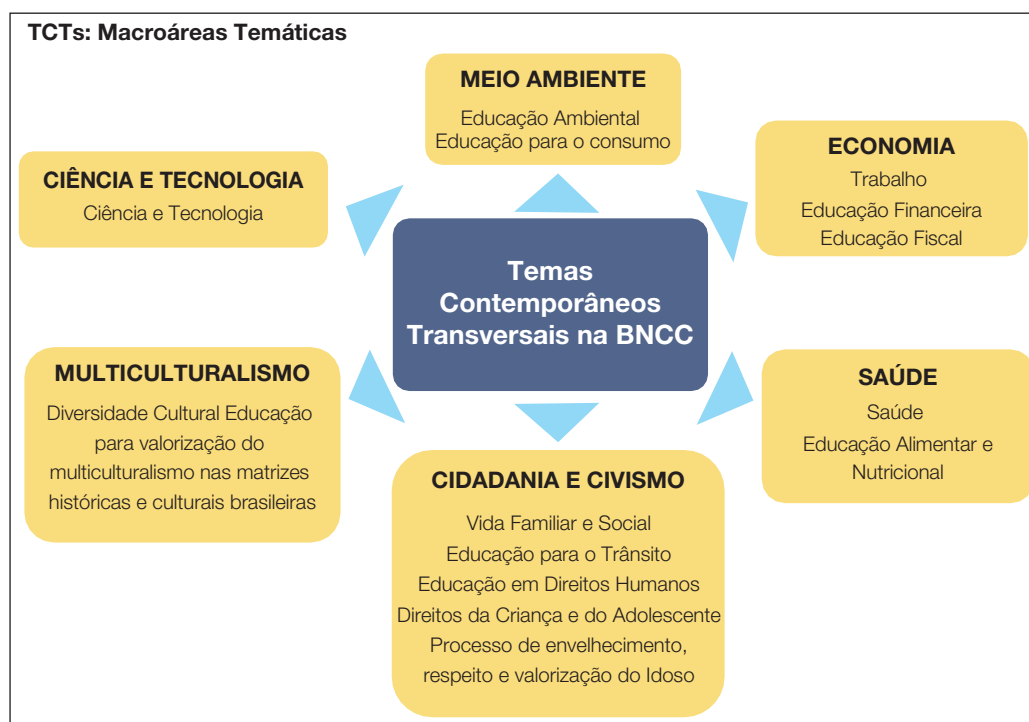 TCTs: Macroáreas Temáticas
MEIO AMBIENTE
Educação Ambiental
Educação para o consumo
CIÊNCIA E TECNOLOGIA
Ciência e Tecnologia
ECONOMIA
Trabalho
Educação Financeira
Educação Fiscal
Temas
Contemporâneos
Transversais na BNCC
MULTICULTURALISMO
Diversidade Cultural Educação
para valorização do
multiculturalismo nas matrizes
históricas e culturais brasileiras
SAÚDE
Saúde
Educação Alimentar e
Nutricional
CIDADANIA E CIVISMO
Vida Familiar e Social
Educação para o Trânsito
Educação em Direitos Humanos
Direitos da Criança e do Adolescente
Processo de envelhecimento,
respeito e valorização do Idoso